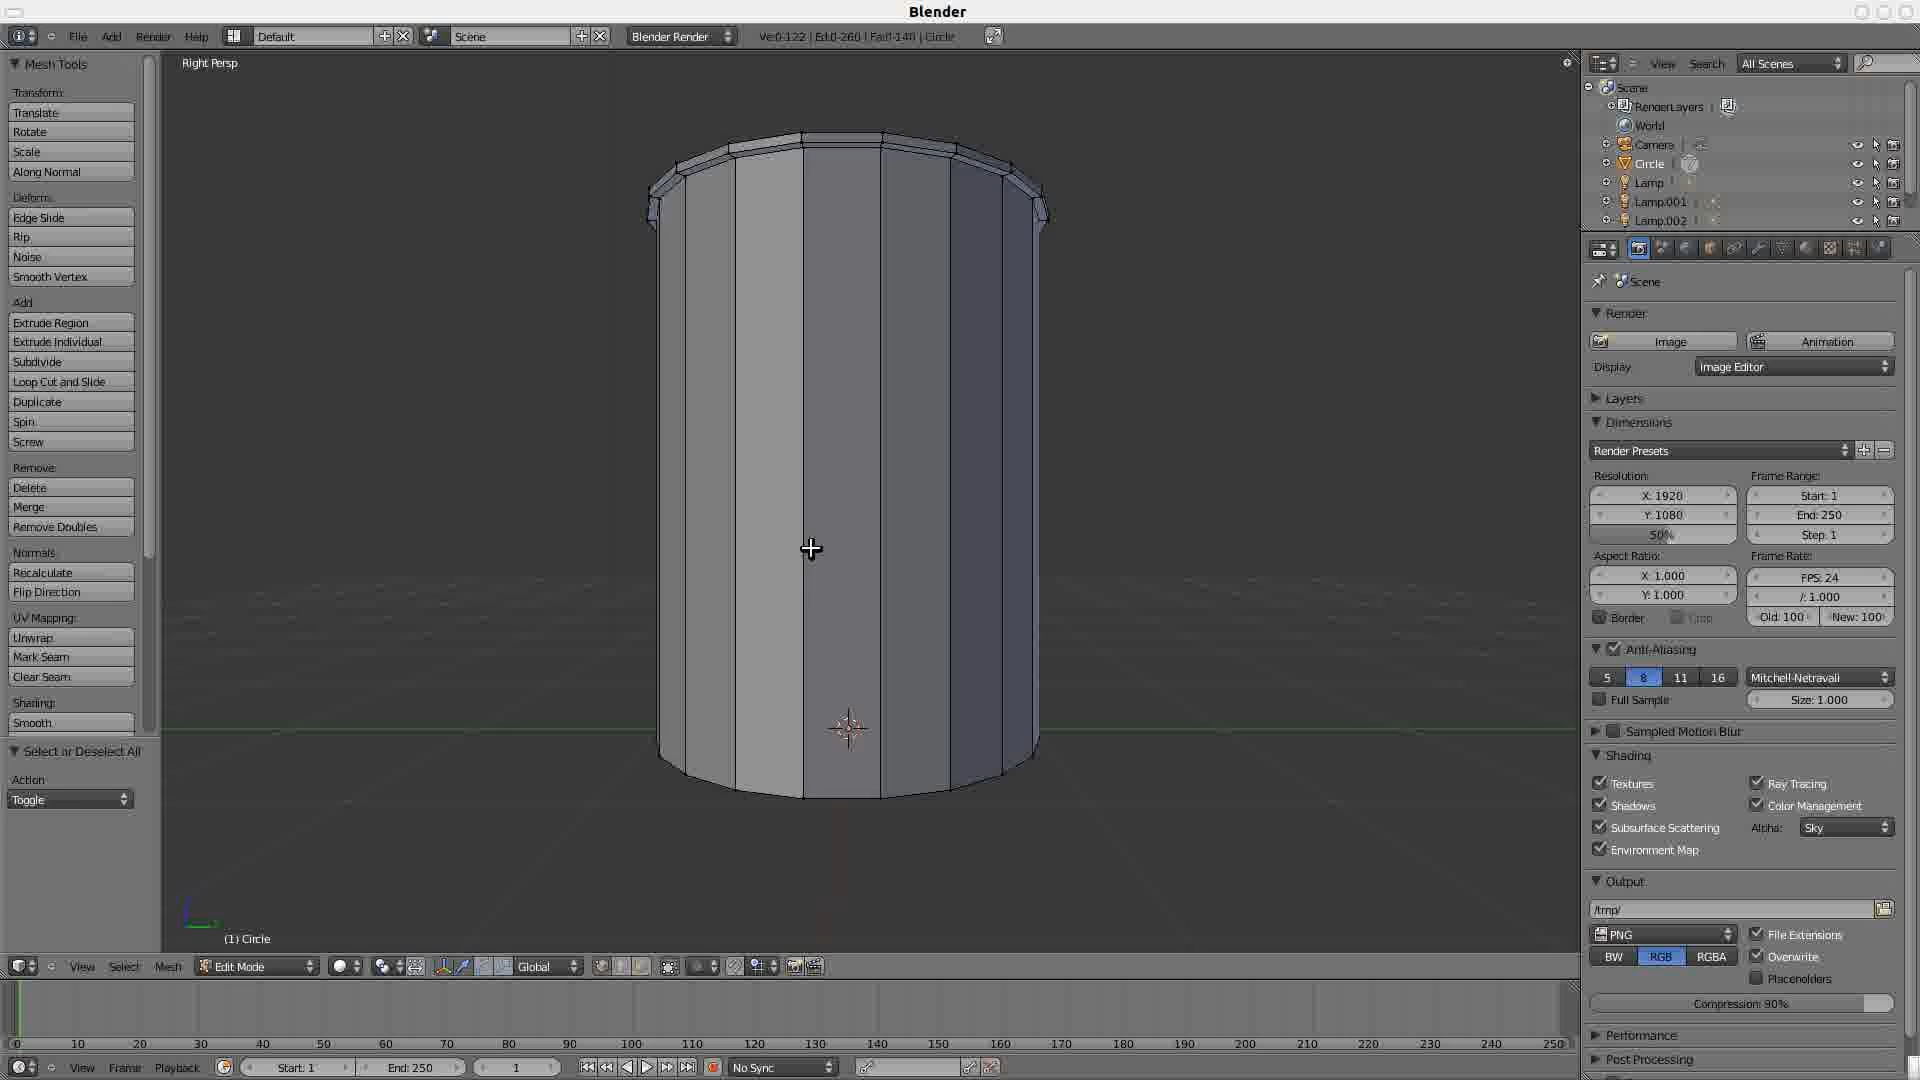 Blender
File Add Render Help Default Scene Blender Render Ve:0-122 | Ed:0-260 | Fa:0-140 | Circle
Mesh Tools
Transform:
Translate
Rotate
Scale
Along Normal
Deform:
Edge Slide
Rip
Noise
Smooth Vertex
Add:
Extrude Region
Extrude Individual
Subdivide
Loop Cut and Slide
Duplicate
Spin
Screw
Remove:
Delete
Merge
Remove Doubles
Normals:
Recalculate
Flip Direction
UV Mapping:
Unwrap
Mark Seam
Clear Seam
Shading:
Smooth
Select or Deselect All
Action
Toggle
Right Persp
(1) Circle
View Select Mesh Edit Mode Global
0 10 20 30 40 50 60 70 80 90 100 110 120 130 140 150 160 170 180 190 200 210 220 230 240 250
View Frame Playback Start: 1 End: 250 1 No Sync
View Search All Scenes
Scene
RenderLayers
World
Camera
Circle
Lamp
Lamp.001
Lamp.002
Scene
Render
Image Animation
Display: Image Editor
Layers
Dimensions
Render Presets
Resolution: Frame Range:
X: 1920 Start: 1
Y: 1080 End: 250
50% Step: 1
Aspect Ratio: Frame Rate:
X: 1.000 FPS: 24
Y: 1.000 /: 1.000
Border Crop Old: 100 New: 100
Anti-Aliasing
5 8 11 16 Mitchell-Netravali
Full Sample Size: 1.000
Sampled Motion Blur
Shading
Textures Ray Tracing
Shadows Color Management
Subsurface Scattering Alpha: Sky
Environment Map
Output
/tmp/
PNG File Extensions
BW RGB RGBA Overwrite
Placeholders
Compression: 90%
Performance
Post Processing